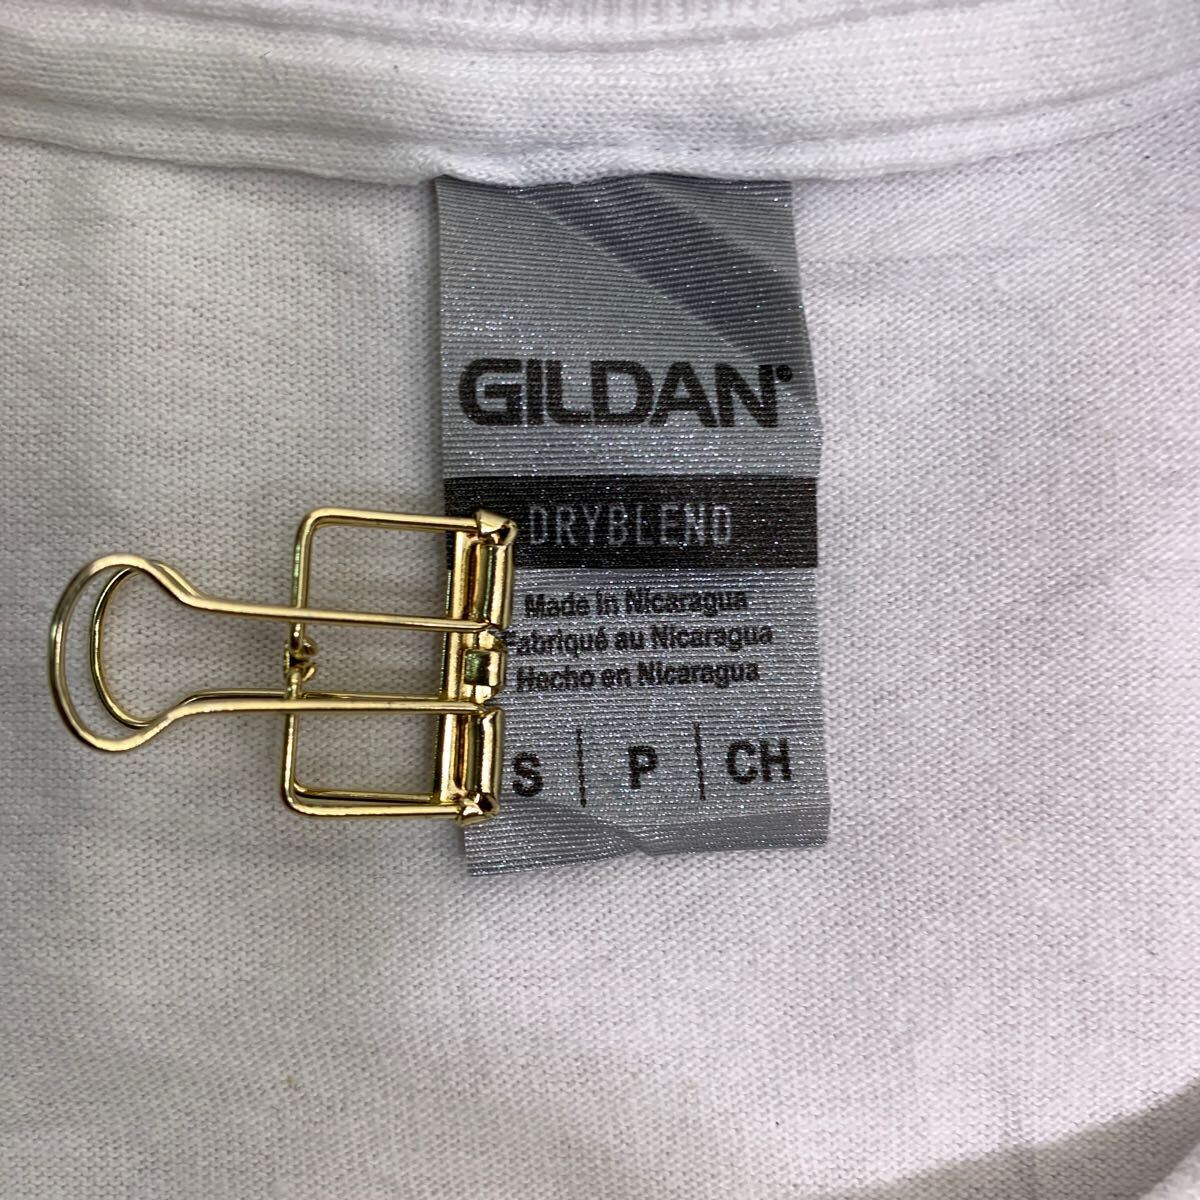 GILDAN®
DRYBLEND
Made in Nicaragua
Fabriqué au Nicaragua
Hecho en Nicaragua
S | P | CH